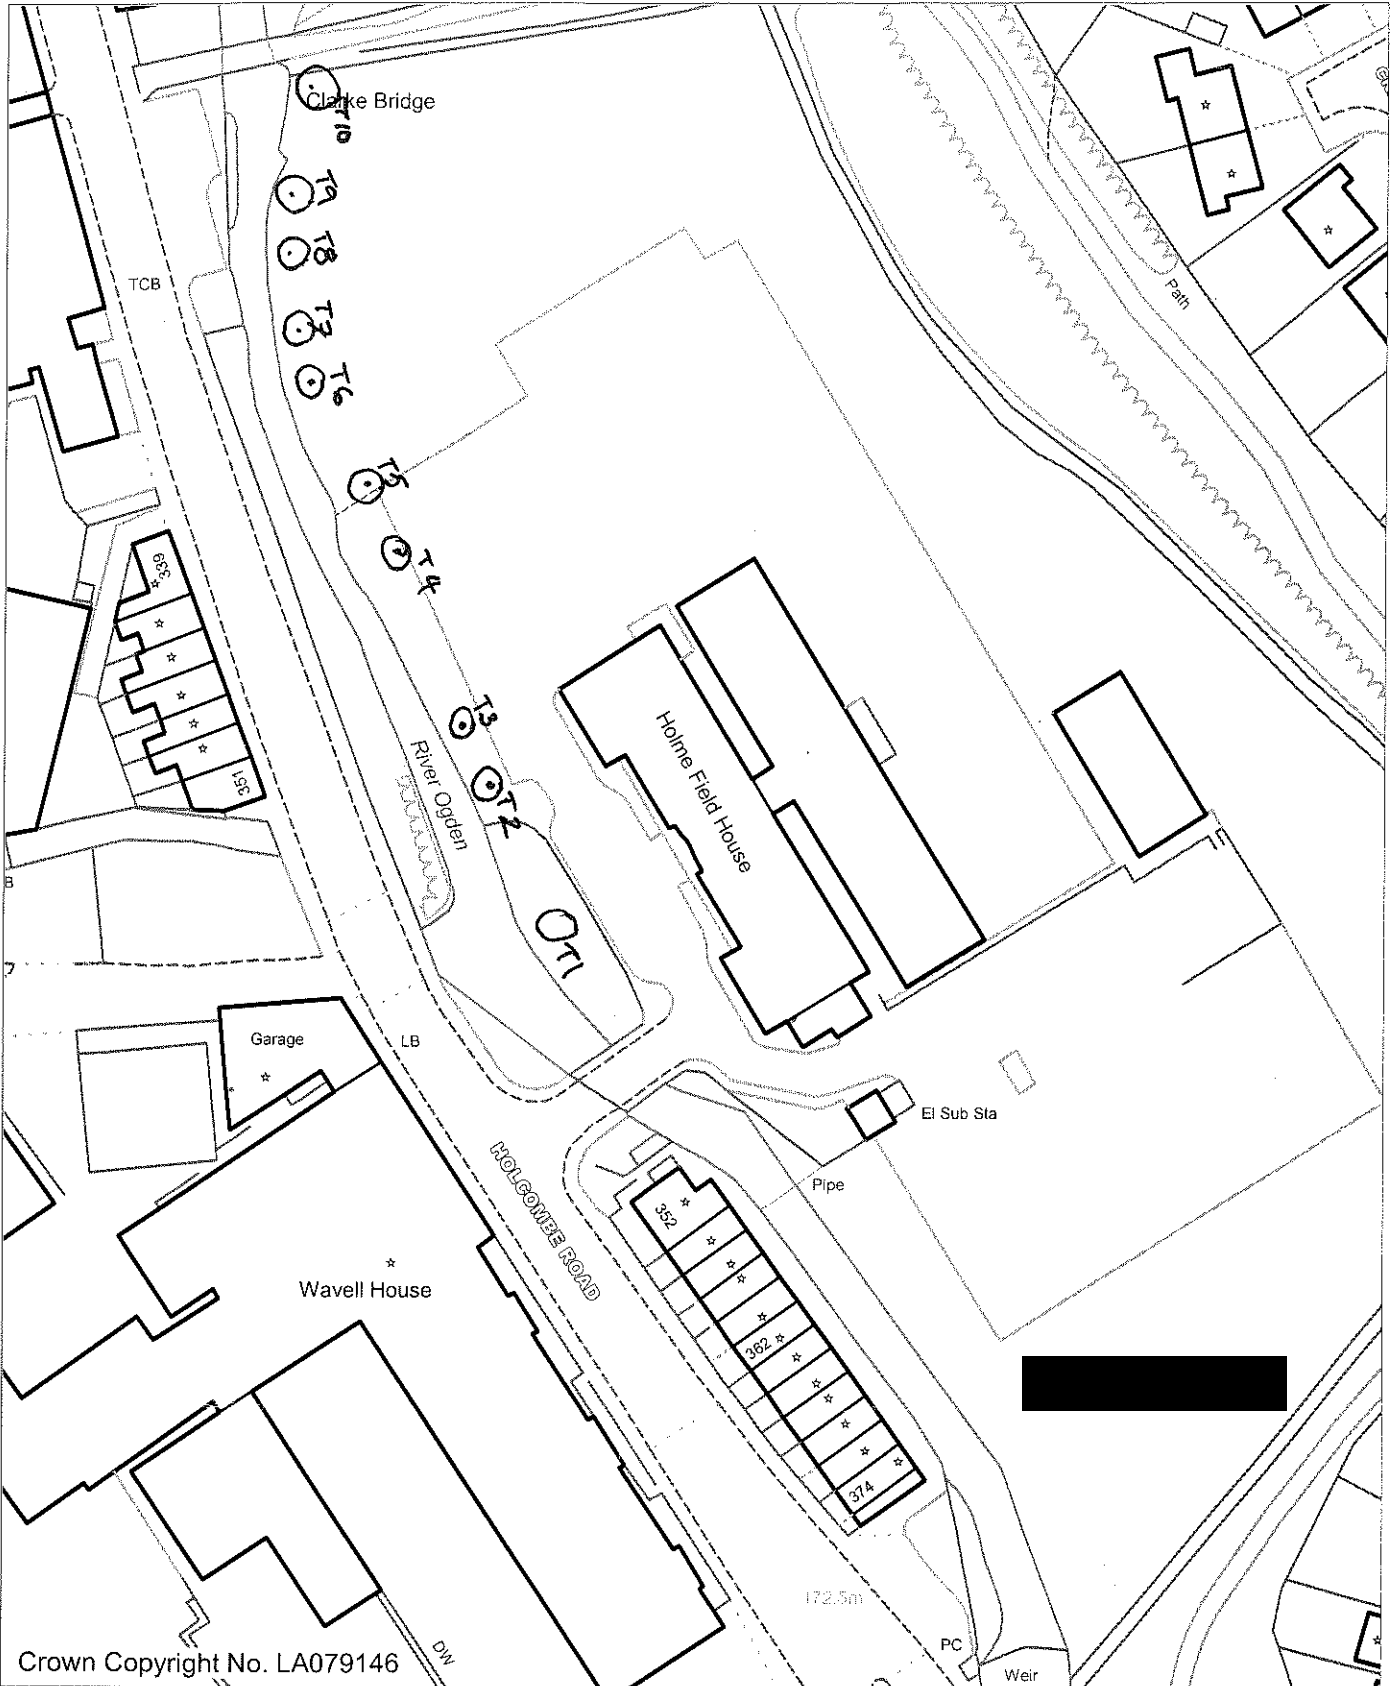 Clarke Bridge
T10
T9
T8
TCB
T7
T6
Path
T5
T4
339
T3
351
River Ogden
T2
Holme Field House
T1
Garage
LB
El Sub Sta
HOLCOMBE ROAD
Pipe
352
Wavell House
362
374
172.5m
PC
DW
Weir
Crown Copyright No. LA079146